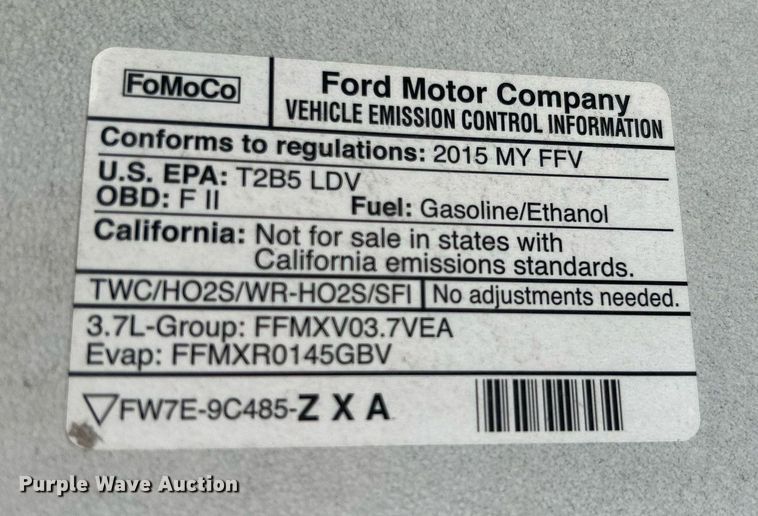 FoMoCo
Ford Motor Company
VEHICLE EMISSION CONTROL INFORMATION
Conforms to regulations: 2015 MY FFV
U.S. EPA: T2B5 LDV
OBD: F II Fuel: Gasoline/Ethanol
California: Not for sale in states with
California emissions standards.
TWC/HO2S/WR-HO2S/SFI No adjustments needed.
3.7L-Group: FFMXV03.7VEA
Evap: FFMXR0145GBV
FW7E-9C485-Z X A
Purple Wave Auction